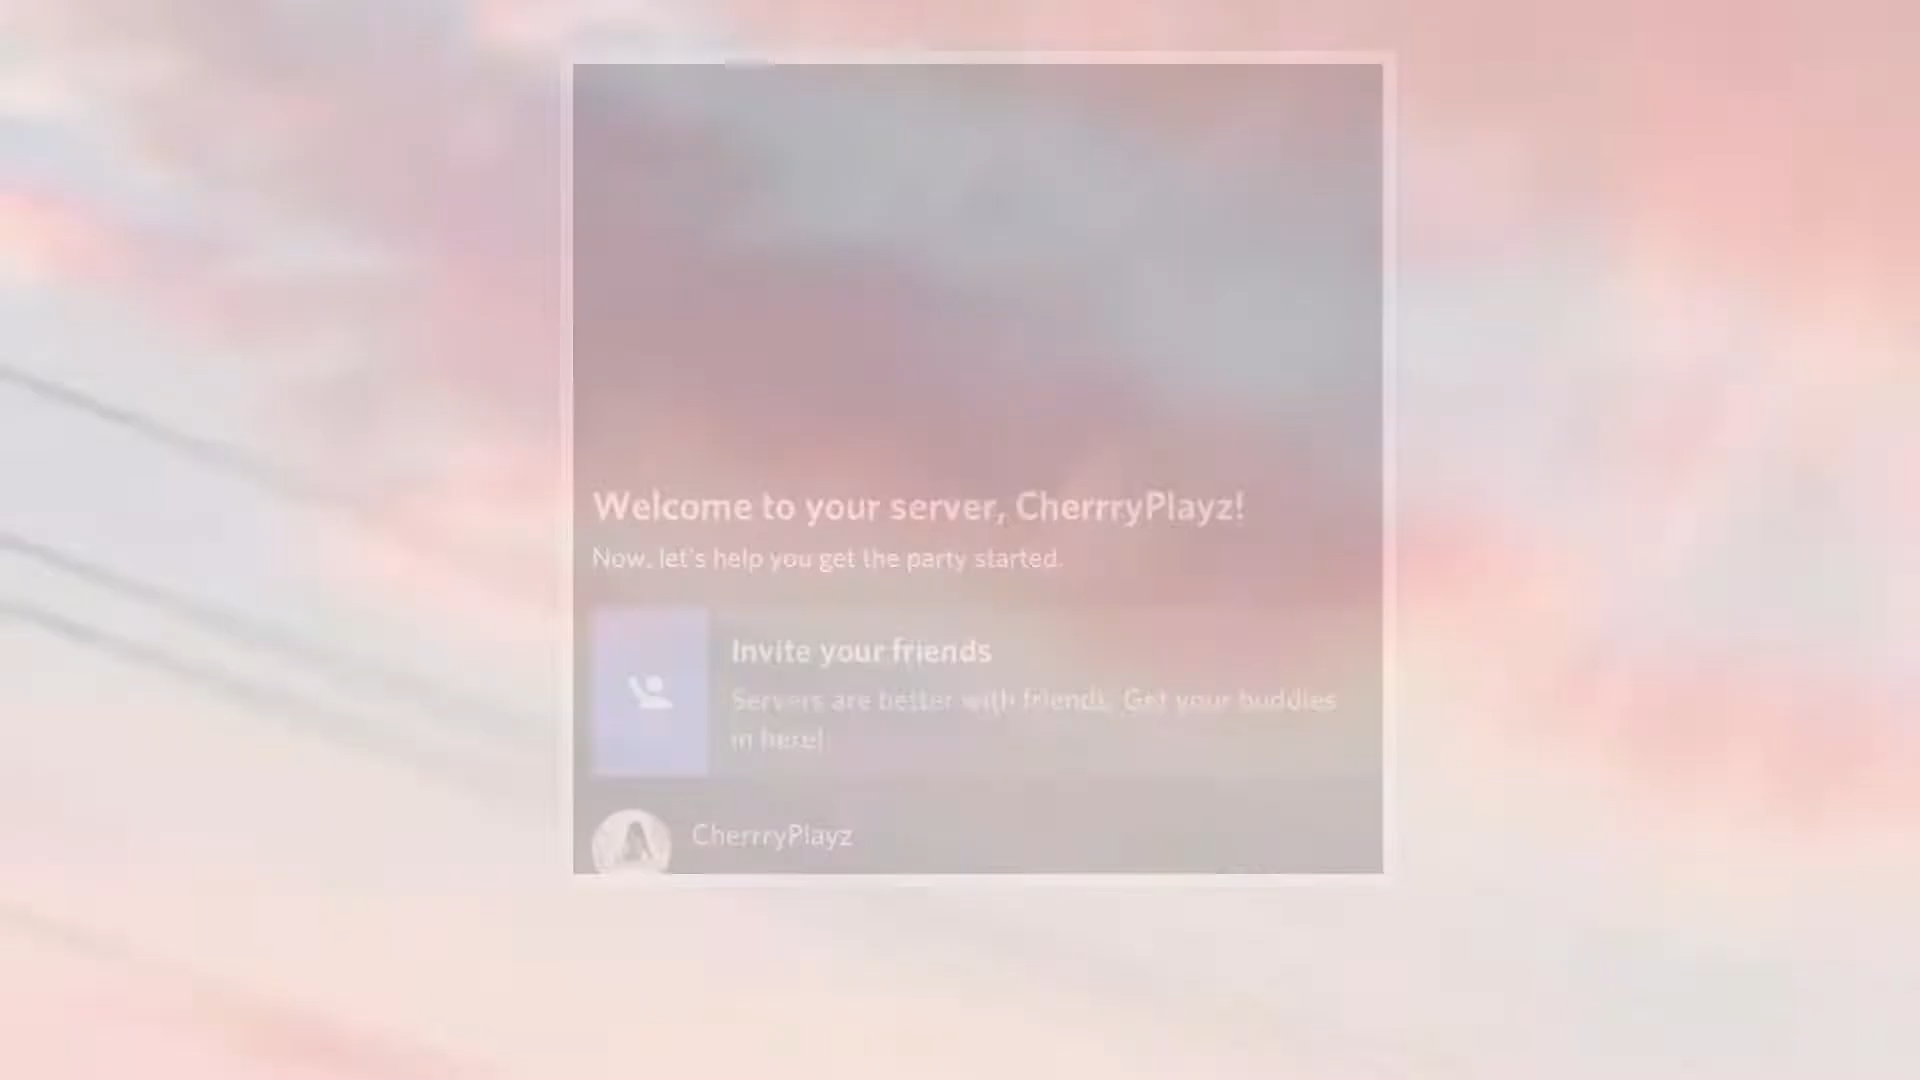 Welcome to your server, CherrryPlayz!
Now, let's help you get the party started.
Invite your friends
Servers are better with friends. Get your buddies
in here!
CherrryPlayz